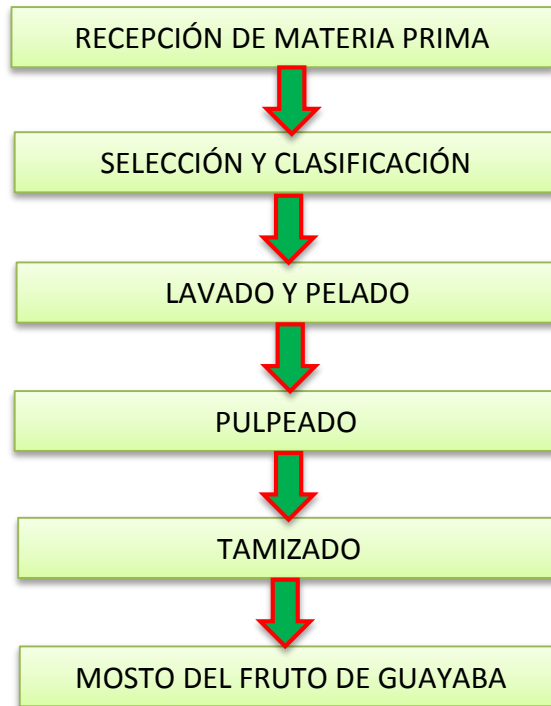 RECEPCIÓN DE MATERIA PRIMA
SELECCIÓN Y CLASIFICACIÓN
LAVADO Y PELADO
PULPEADO
TAMIZADO
MOSTO DEL FRUTO DE GUAYABA